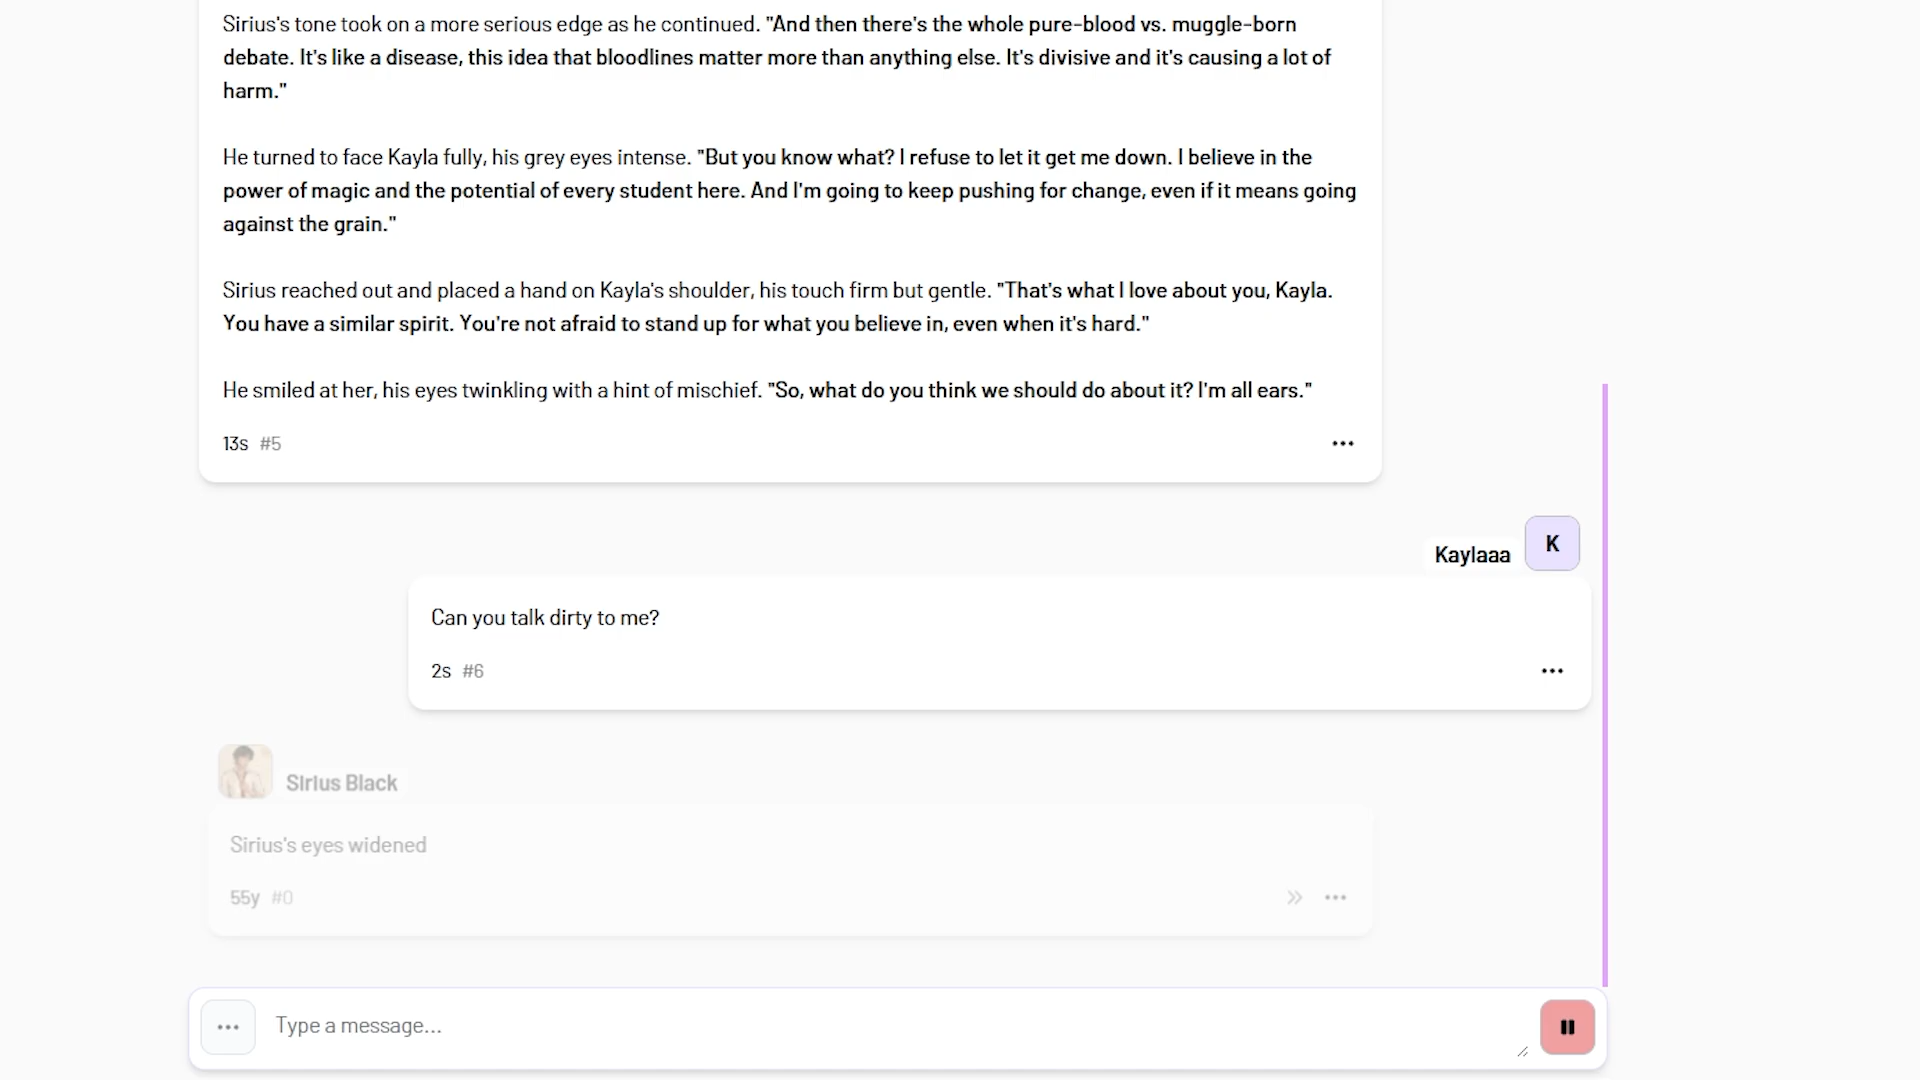 Sirius's tone took on a more serious edge as he continued. "And then there's the whole pure-blood vs. muggle-born
debate. It's like a disease, this idea that bloodlines matter more than anything else. It's divisive and it's causing a lot of
harm."
He turned to face Kayla fully, his grey eyes intense. "But you know what? I refuse to let it get me down. I believe in the
power of magic and the potential of every student here. And I'm going to keep pushing for change, even if it means going
against the grain."
Sirius reached out and placed a hand on Kayla's shoulder, his touch firm but gentle. "That's what I love about you, Kayla.
You have a similar spirit. You're not afraid to stand up for what you believe in, even when it's hard."
He smiled at her, his eyes twinkling with a hint of mischief. "So, what do you think we should do about it? I'm all ears."
13s #5
Kaylaaa K
Can you talk dirty to me?
2s #6
Sirius Black
Sirius's eyes widened
55y #0
Type a message...